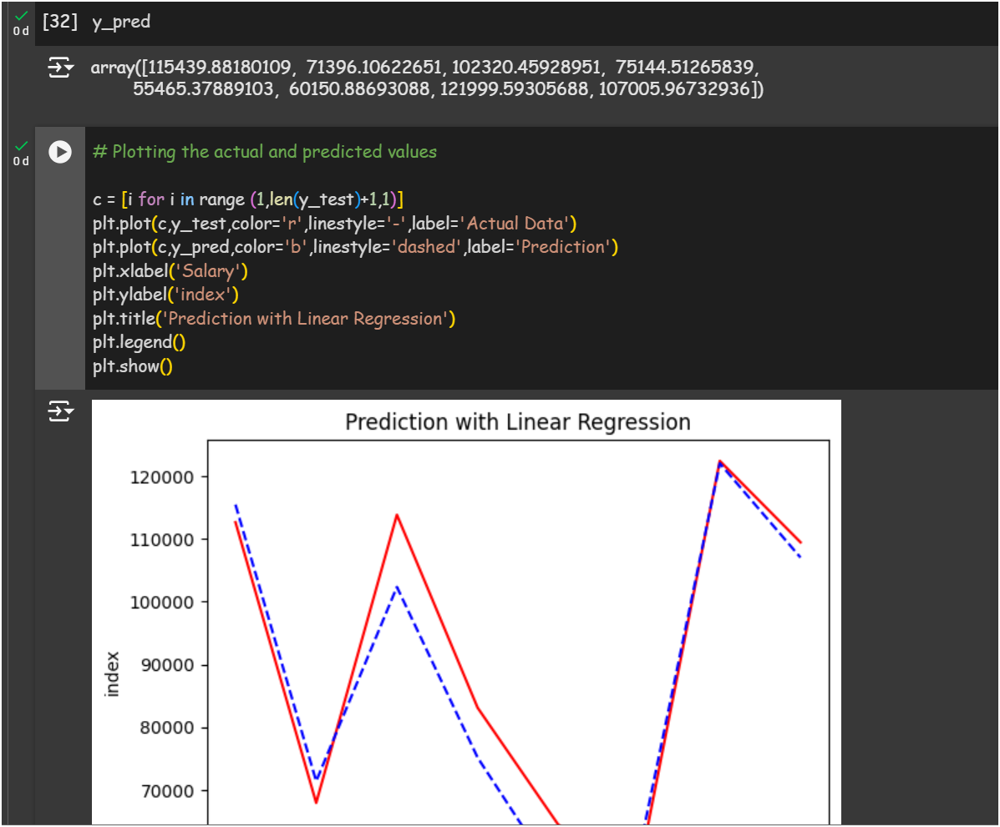 [32] y_pred
0 d
array([115439.88180109, 71396.10622651, 102320.45928951, 75144.51265839,
55465.37889103, 60150.88693088, 121999.59305688, 107005.96732936])
0 d
# Plotting the actual and predicted values
c = [i for i in range (1,len(y_test)+1,1)]
plt.plot(c,y_test,color='r',linestyle='-',label='Actual Data')
plt.plot(c,y_pred,color='b',linestyle='dashed',label='Prediction')
plt.xlabel('Salary')
plt.ylabel('index')
plt.title('Prediction with Linear Regression')
plt.legend()
plt.show()
Prediction with Linear Regression
120000
110000
100000
90000
80000
70000
index